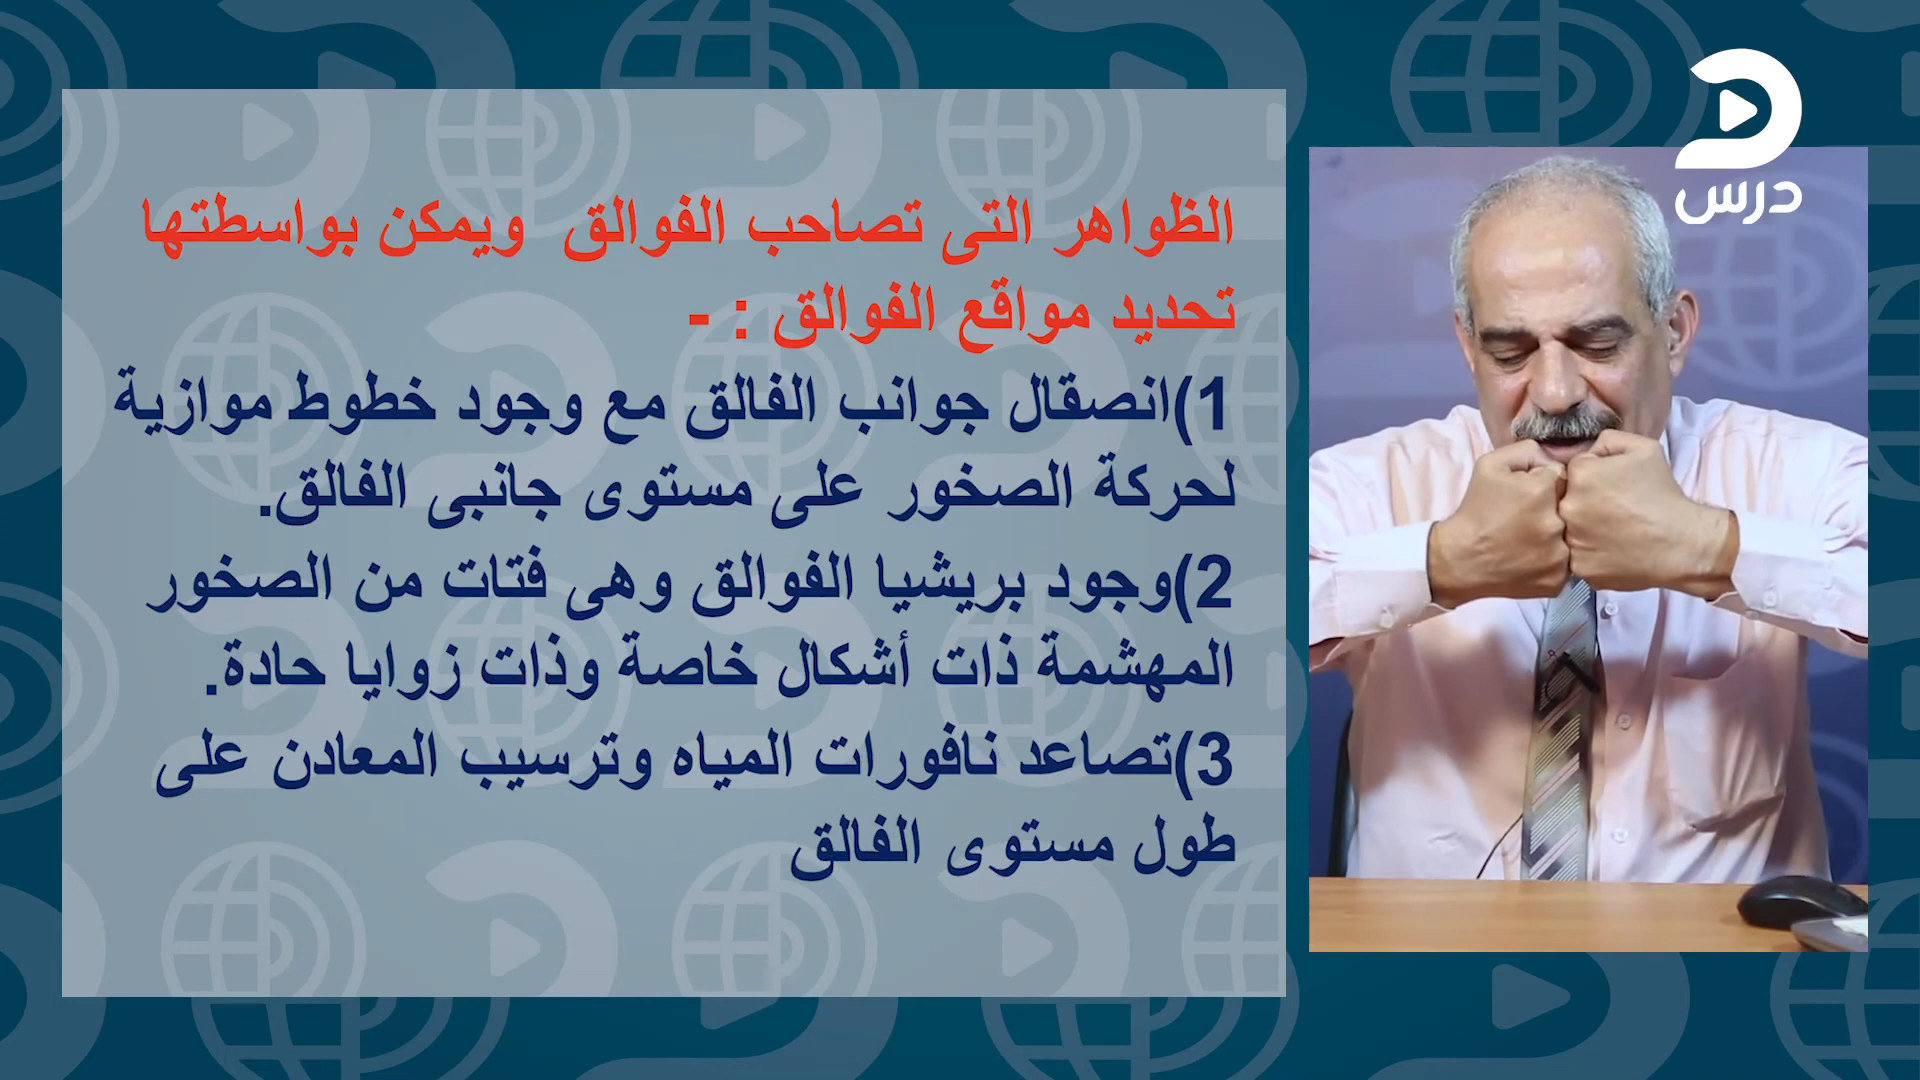 الظواهر التى تصاحب الفوالق ويمكن بواسطتها
تحديد مواقع الفوالق : -
1)انصقال جوانب الفالق مع وجود خطوط موازية
لحركة الصخور على مستوى جانبى الفالق.
2)وجود بريشيا الفوالق وهى فتات من الصخور
المهشمة ذات أشكال خاصة وذات زوايا حادة.
3)تصاعد نافورات المياه وترسيب المعادن على
طول مستوى الفالق
درس